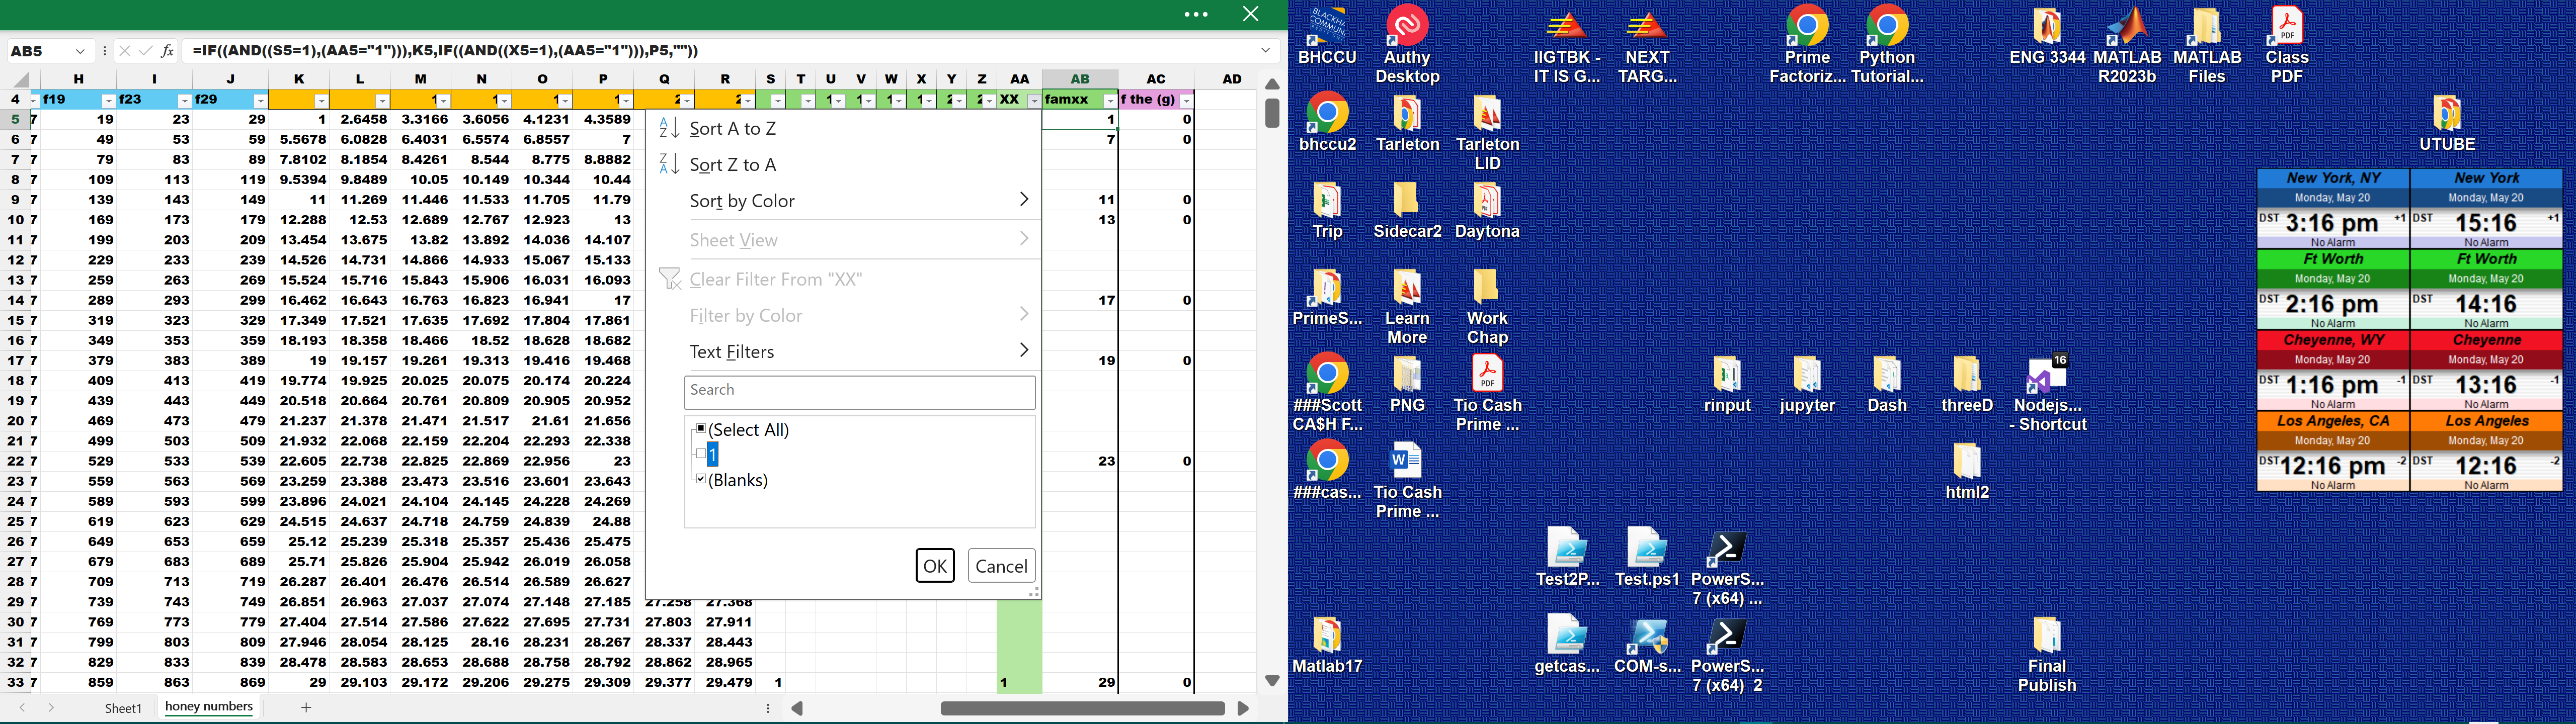 AB5 fx =IF((AND((S5=1),(AA5="1"))),K5,IF((AND((X5=1),(AA5="1"))),P5,""))
H I J K L M N O P Q R S T U V W X Y Z AA AB AC AD
4 f19 f23 f29 1 1 1 1 2 2 1 1 1 1 2 2 XX famxx f the (g)
5 7 19 23 29 1 2.6458 3.3166 3.6056 4.1231 4.3589 1 0
6 7 49 53 59 5.5678 6.0828 6.4031 6.5574 6.8557 7 7 0
7 7 79 83 89 7.8102 8.1854 8.4261 8.544 8.775 8.8882
8 7 109 113 119 9.5394 9.8489 10.05 10.149 10.344 10.44
9 7 139 143 149 11 11.269 11.446 11.533 11.705 11.79 11 0
10 7 169 173 179 12.288 12.53 12.689 12.767 12.923 13 13 0
11 7 199 203 209 13.454 13.675 13.82 13.892 14.036 14.107
12 7 229 233 239 14.526 14.731 14.866 14.933 15.067 15.133
13 7 259 263 269 15.524 15.716 15.843 15.906 16.031 16.093
14 7 289 293 299 16.462 16.643 16.763 16.823 16.941 17 17 0
15 7 319 323 329 17.349 17.521 17.635 17.692 17.804 17.861
16 7 349 353 359 18.193 18.358 18.466 18.52 18.628 18.682
17 7 379 383 389 19 19.157 19.261 19.313 19.416 19.468 19 0
18 7 409 413 419 19.774 19.925 20.025 20.075 20.174 20.224
19 7 439 443 449 20.518 20.664 20.761 20.809 20.905 20.952
20 7 469 473 479 21.237 21.378 21.471 21.517 21.61 21.656
21 7 499 503 509 21.932 22.068 22.159 22.204 22.293 22.338
22 7 529 533 539 22.605 22.738 22.825 22.869 22.956 23 23 0
23 7 559 563 569 23.259 23.388 23.473 23.516 23.601 23.643
24 7 589 593 599 23.896 24.021 24.104 24.145 24.228 24.269
25 7 619 623 629 24.515 24.637 24.718 24.759 24.839 24.88
26 7 649 653 659 25.12 25.239 25.318 25.357 25.436 25.475
27 7 679 683 689 25.71 25.826 25.904 25.942 26.019 26.058
28 7 709 713 719 26.287 26.401 26.476 26.514 26.589 26.627
29 7 739 743 749 26.851 26.963 27.037 27.074 27.148 27.185 27.258 27.368
30 7 769 773 779 27.404 27.514 27.586 27.622 27.695 27.731 27.803 27.911
31 7 799 803 809 27.946 28.054 28.125 28.16 28.231 28.267 28.337 28.443
32 7 829 833 839 28.478 28.583 28.653 28.688 28.758 28.792 28.862 28.965
33 7 859 863 869 29 29.103 29.172 29.206 29.275 29.309 29.377 29.479 1 1 29 0
Sort A to Z
Sort Z to A
Sort by Color
Sheet View
Clear Filter From "XX"
Filter by Color
Text Filters
Search
(Select All)
1
(Blanks)
OK Cancel
Sheet1 honey numbers +
BHCCU
Authy
Desktop
IIGTBK -
IT IS G...
NEXT
TARG...
Prime
Factoriz...
Python
Tutorial...
ENG 3344
MATLAB
R2023b
MATLAB
Files
PDF
Class
PDF
bhccu2
Tarleton
Tarleton
LID
UTUBE
Trip
Sidecar2
Daytona
PrimeS...
Learn
More
Work
Chap
###Scott
CA$H F...
PNG
PDF
Tio Cash
Prime ...
rinput
jupyter
Dash
threeD
16
Nodejs...
- Shortcut
###cas...
Tio Cash
Prime ...
html2
Test2P...
Test.ps1
PowerS...
7 (x64) ...
Matlab17
getcas...
COM-s...
PowerS...
7 (x64) 2
Final
Publish
New York, NY New York
Monday, May 20 Monday, May 20
DST 3:16 pm +1 DST 15:16 +1
No Alarm No Alarm
Ft Worth Ft Worth
Monday, May 20 Monday, May 20
DST 2:16 pm DST 14:16
No Alarm No Alarm
Cheyenne, WY Cheyenne
Monday, May 20 Monday, May 20
DST 1:16 pm -1 DST 13:16 -1
No Alarm No Alarm
Los Angeles, CA Los Angeles
Monday, May 20 Monday, May 20
DST 12:16 pm -2 DST 12:16 -2
No Alarm No Alarm